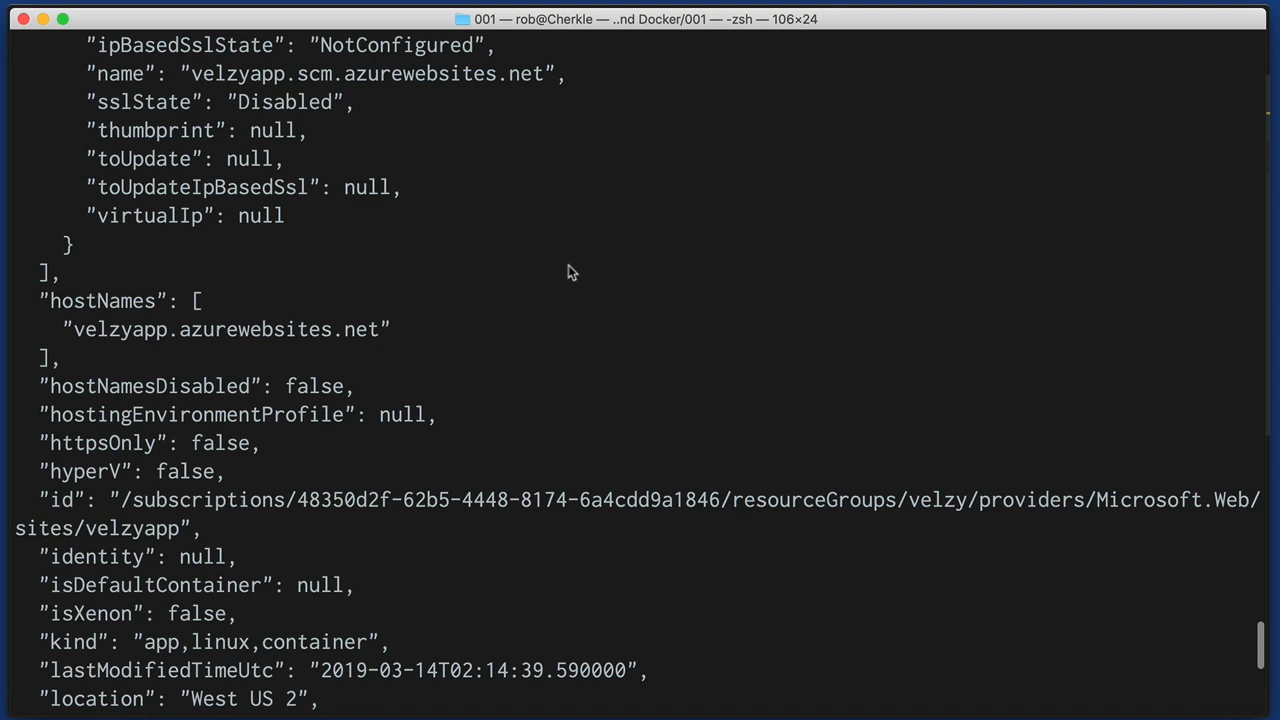 001 — rob@Cherkle — ..nd Docker/001 — -zsh — 106×24
"ipBasedSslState": "NotConfigured",
"name": "velzyapp.scm.azurewebsites.net",
"sslState": "Disabled",
"thumbprint": null,
"toUpdate": null,
"toUpdateIpBasedSsl": null,
"virtualIp": null
}
],
"hostNames": [
"velzyapp.azurewebsites.net"
],
"hostNamesDisabled": false,
"hostingEnvironmentProfile": null,
"httpsOnly": false,
"hyperV": false,
"id": "/subscriptions/48350d2f-62b5-4448-8174-6a4cdd9a1846/resourceGroups/velzy/providers/Microsoft.Web/
sites/velzyapp",
"identity": null,
"isDefaultContainer": null,
"isXenon": false,
"kind": "app,linux,container",
"lastModifiedTimeUtc": "2019-03-14T02:14:39.590000",
"location": "West US 2",